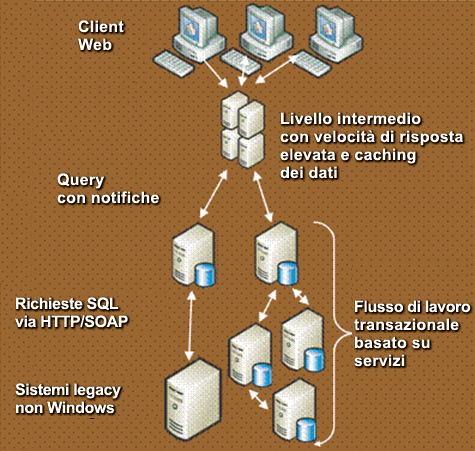 Client
Web
Livello intermedio
con velocità di risposta
elevata e caching
dei dati
Query
con notifiche
Richieste SQL
via HTTP/SOAP
Flusso di lavoro
transazionale
basato su
servizi
Sistemi legacy
non Windows